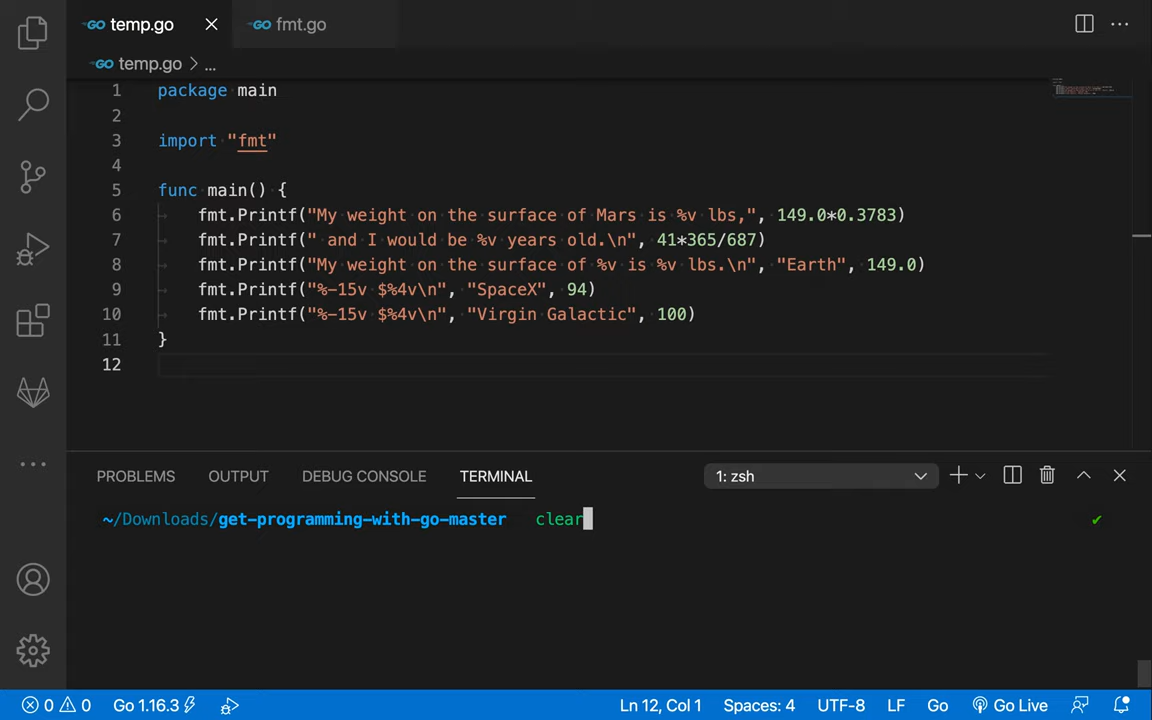 GO temp.go
GO fmt.go
GO temp.go > ...
1 package main
2
3 import "fmt"
4
5 func main() {
6 fmt.Printf("My weight on the surface of Mars is %v lbs,", 149.0*0.3783)
7 fmt.Printf(" and I would be %v years old.\n", 41*365/687)
8 fmt.Printf("My weight on the surface of %v is %v lbs.\n", "Earth", 149.0)
9 fmt.Printf("%-15v $%4v\n", "SpaceX", 94)
10 fmt.Printf("%-15v $%4v\n", "Virgin Galactic", 100)
11 }
12
PROBLEMS OUTPUT DEBUG CONSOLE TERMINAL 1: zsh
~/Downloads/get-programming-with-go-master clear
0 0 Go 1.16.3 Ln 12, Col 1 Spaces: 4 UTF-8 LF Go Go Live